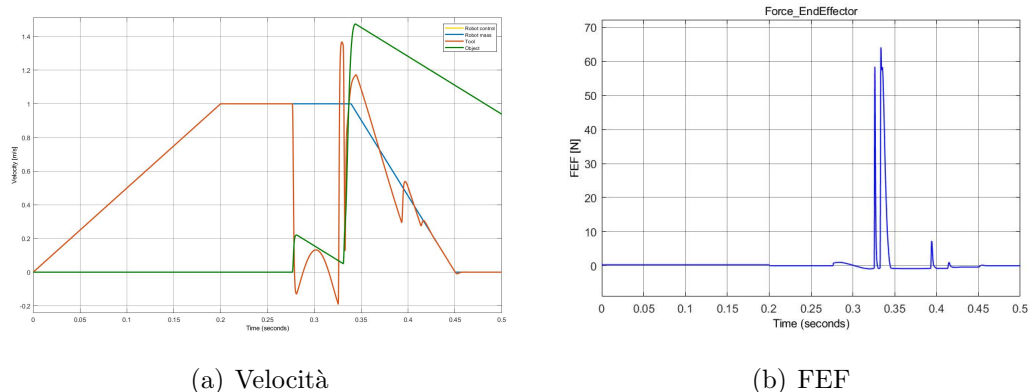 Force_EndEffector
1.4
1.2
1
0.8
0.6
0.4
0.2
0
-0.2
Velocity [m/s]
Robot control
Robot mass
Tool
Object
0 0.05 0.1 0.15 0.2 0.25 0.3 0.35 0.4 0.45 0.5
Time (seconds)
70
60
50
40
30
20
10
0
FEF [N]
0 0.05 0.1 0.15 0.2 0.25 0.3 0.35 0.4 0.45 0.5
Time (seconds)
(a) Velocità
(b) FEF